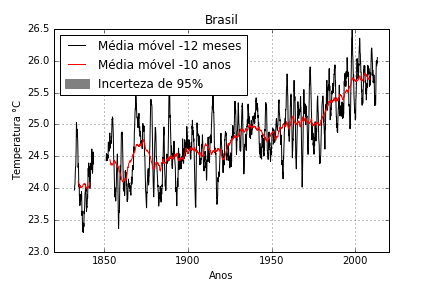 Brasil
26.5
26.0
25.5
25.0
24.5
24.0
23.5
23.0
Temperatura °C
Média móvel -12 meses
Média móvel -10 anos
Incerteza de 95%
1850 1900 1950 2000
Anos